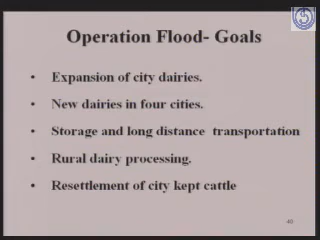 Operation Flood- Goals
• Expansion of city dairies.
• New dairies in four cities.
• Storage and long distance transportation
• Rural dairy processing.
• Resettlement of city kept cattle
40